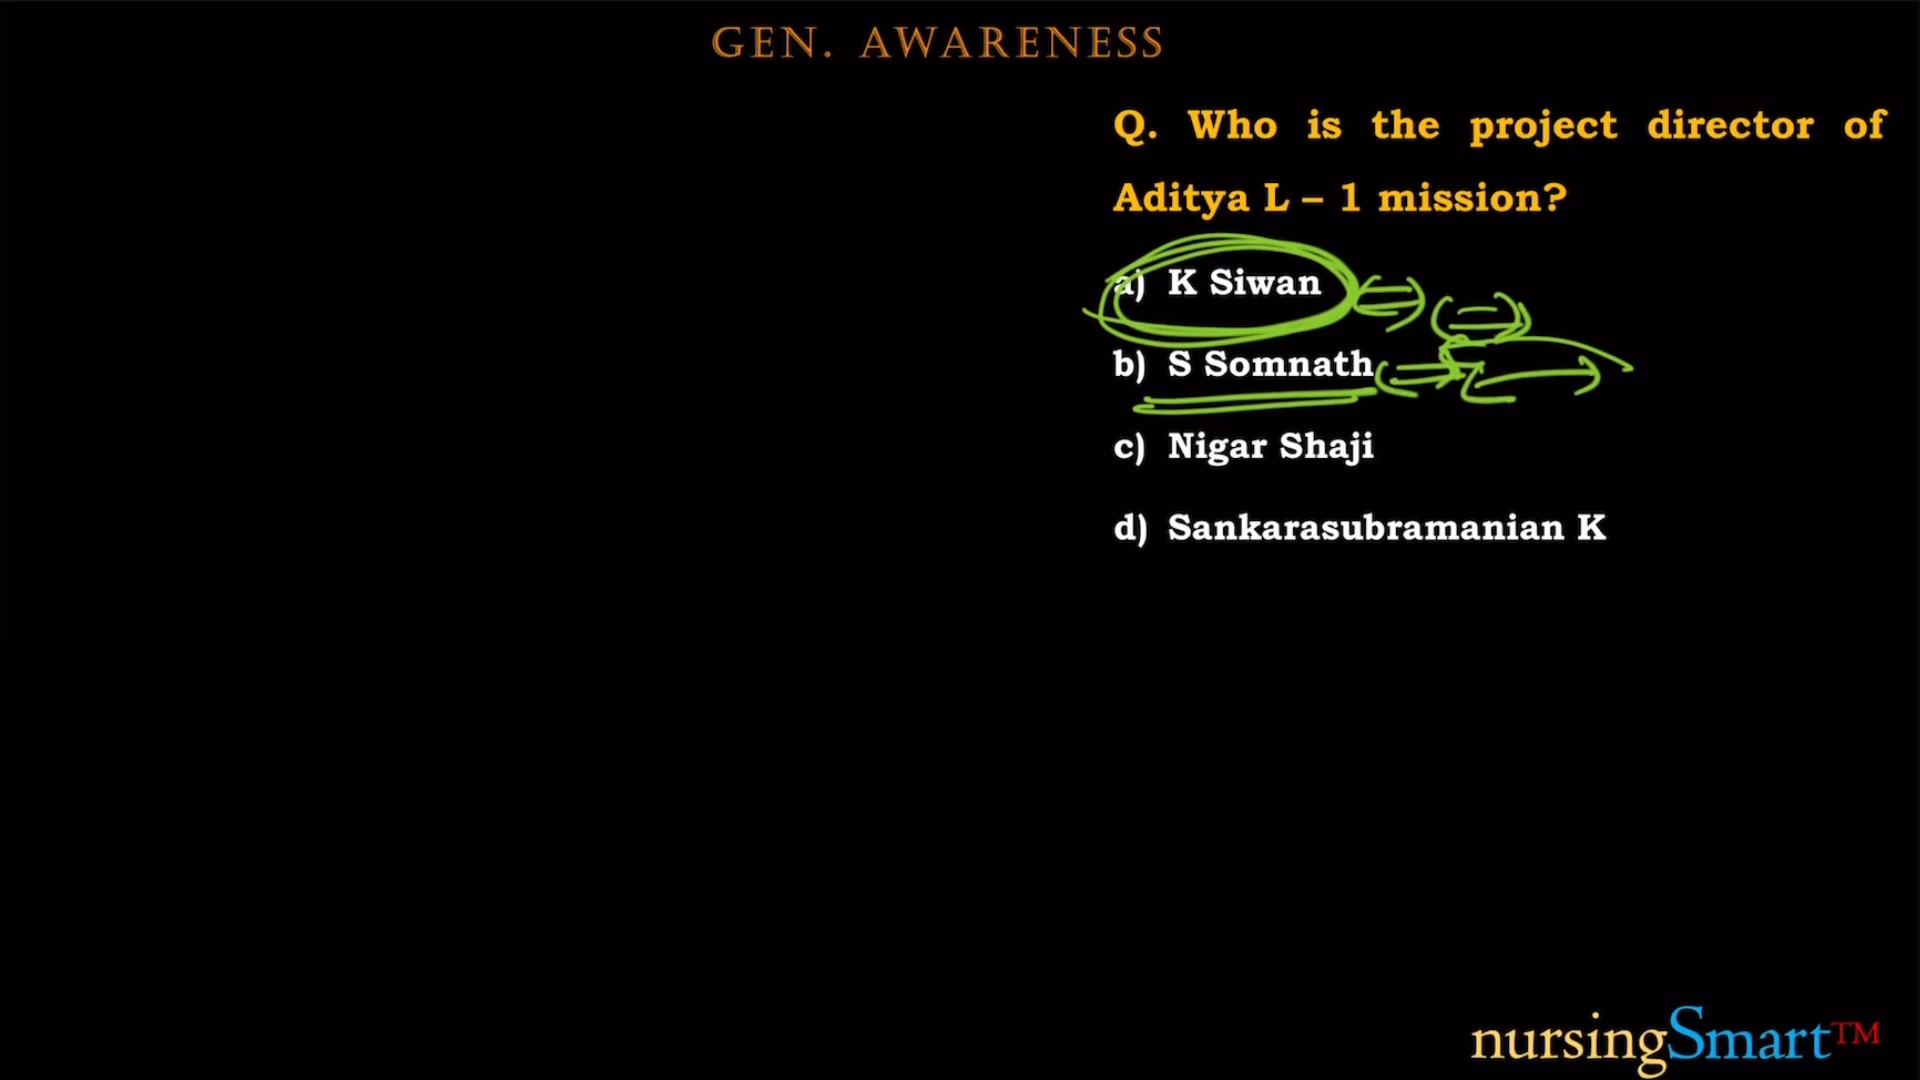 GEN. AWARENESS
Q. Who is the project director of
Aditya L – 1 mission?
a) K Siwan
b) S Somnath
c) Nigar Shaji
d) Sankarasubramanian K
nursingSmart™